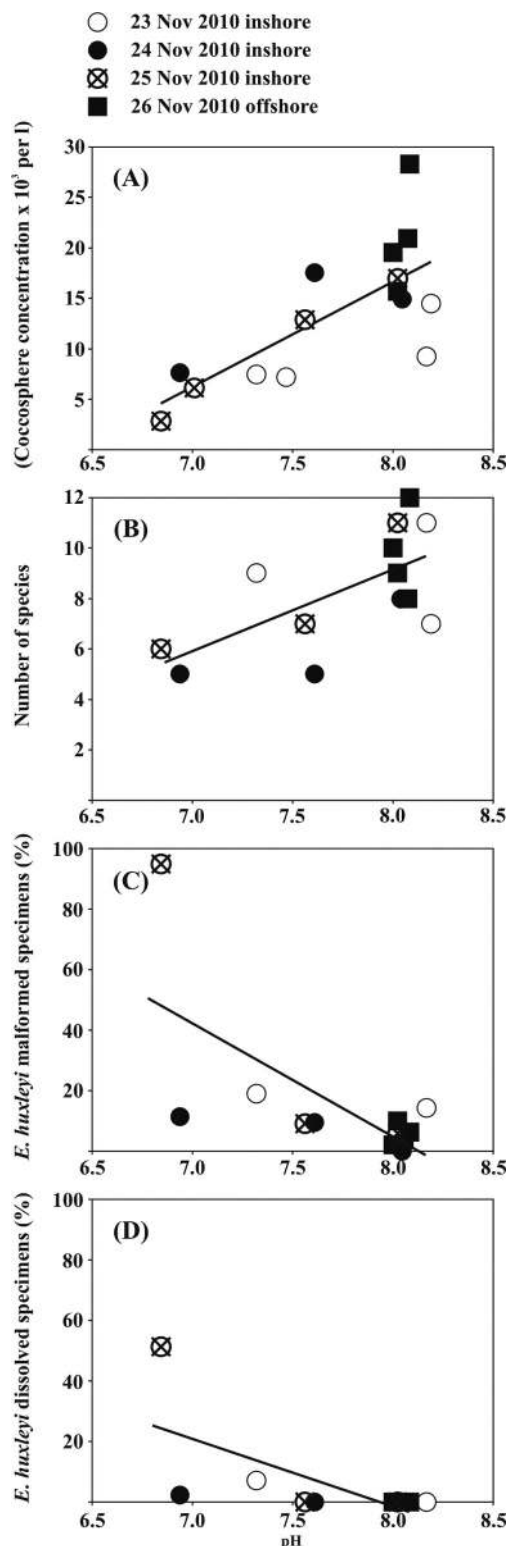 23 Nov 2010 inshore
24 Nov 2010 inshore
25 Nov 2010 inshore
26 Nov 2010 offshore
(A)
(Coccosphere concentration x 10³ per l)
30
25
20
15
10
5
6.5 7.0 7.5 8.0 8.5
(B)
Number of species
12
10
8
6
4
2
6.5 7.0 7.5 8.0 8.5
(C)
E. huxleyi malformed specimens (%)
100
80
60
40
20
6.5 7.0 7.5 8.0 8.5
(D)
E. huxleyi dissolved specimens (%)
100
80
60
40
20
6.5 7.0 7.5 8.0 8.5
pH